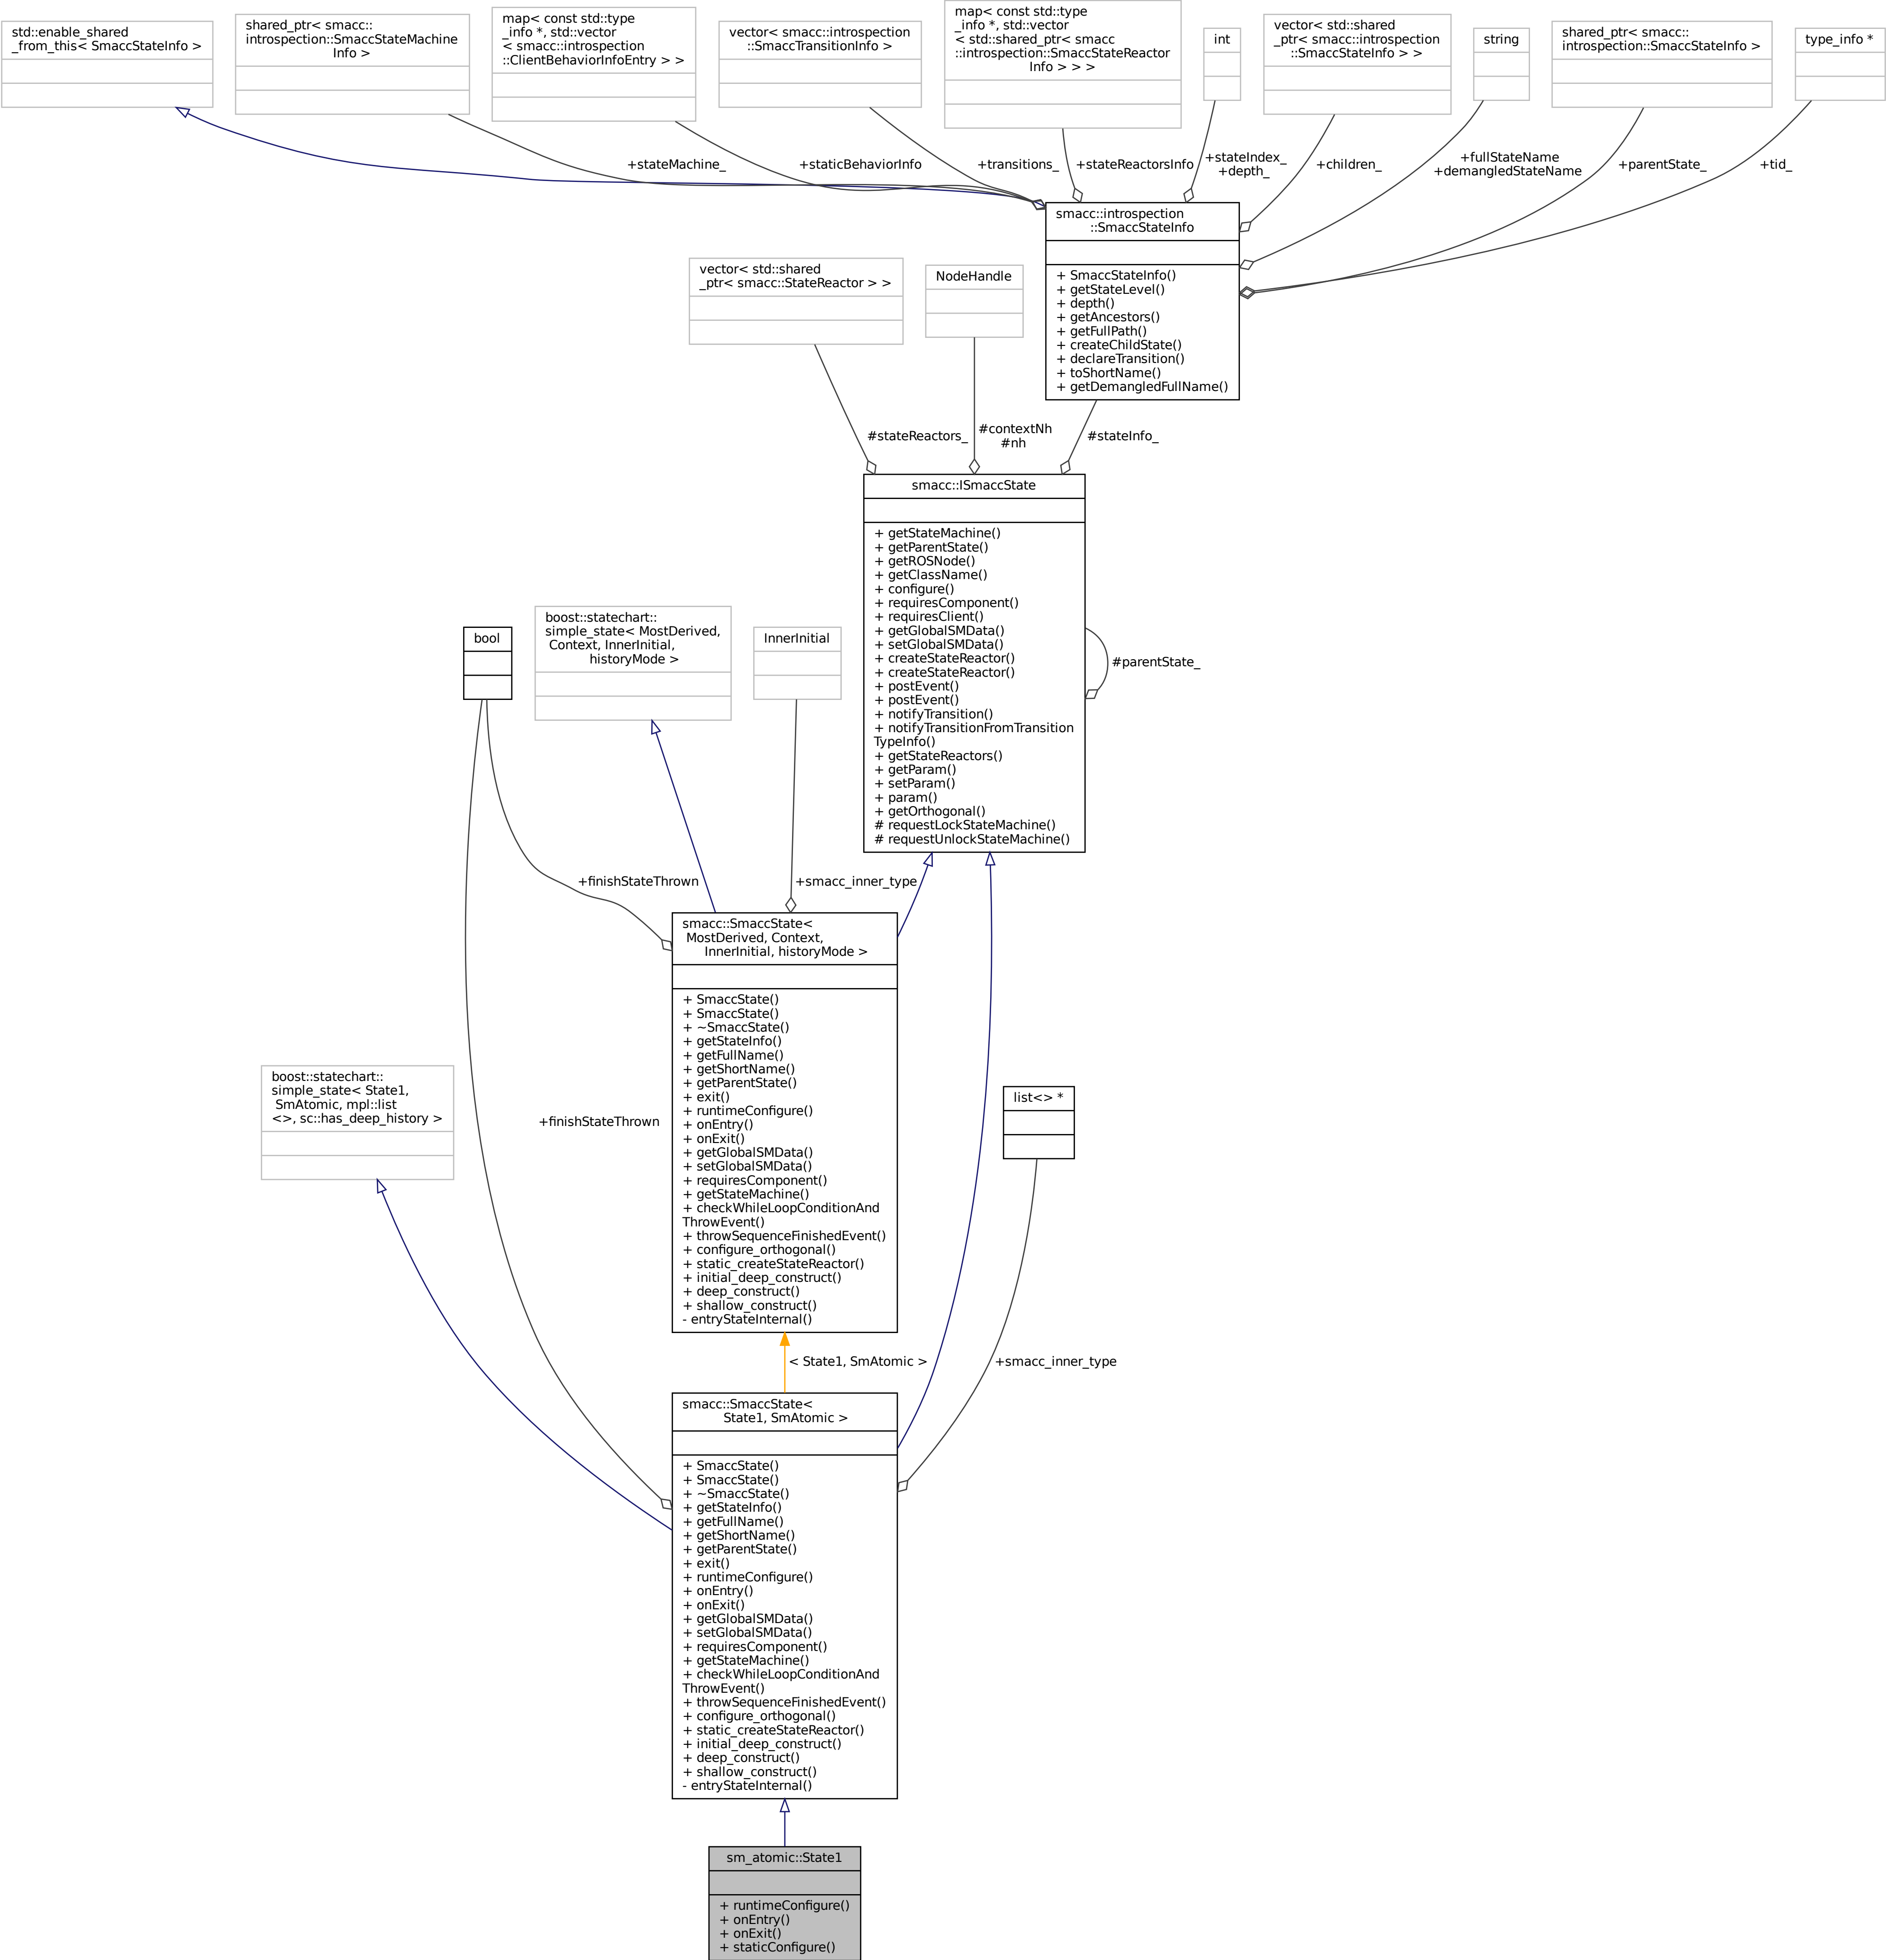 std::enable_shared
_from_this< SmaccStateInfo >
shared_ptr< smacc::
introspection::SmaccStateMachine
Info >
map< const std::type
_info *, std::vector
< smacc::introspection
::ClientBehaviorInfoEntry > >
vector< smacc::introspection
::SmaccTransitionInfo >
map< const std::type
_info *, std::vector
< std::shared_ptr< smacc
::introspection::SmaccStateReactor
Info > > >
int
vector< std::shared
_ptr< smacc::introspection
::SmaccStateInfo > >
string
shared_ptr< smacc::
introspection::SmaccStateInfo >
type_info *
+stateMachine_
+staticBehaviorInfo
+transitions_
+stateReactorsInfo
+stateIndex_
+depth_
+children_
+fullStateName
+demangledStateName
+parentState_
+tid_
smacc::introspection
::SmaccStateInfo
+ SmaccStateInfo()
+ getStateLevel()
+ depth()
+ getAncestors()
+ getFullPath()
+ createChildState()
+ declareTransition()
+ toShortName()
+ getDemangledFullName()
vector< std::shared
_ptr< smacc::StateReactor > >
NodeHandle
#stateReactors_
#contextNh
#nh
#stateInfo_
smacc::ISmaccState
+ getStateMachine()
+ getParentState()
+ getROSNode()
+ getClassName()
+ configure()
+ requiresComponent()
+ requiresClient()
+ getGlobalSMData()
+ setGlobalSMData()
+ createStateReactor()
+ createStateReactor()
+ postEvent()
+ postEvent()
+ notifyTransition()
+ notifyTransitionFromTransition
TypeInfo()
+ getStateReactors()
+ getParam()
+ setParam()
+ param()
+ getOrthogonal()
# requestLockStateMachine()
# requestUnlockStateMachine()
#parentState_
bool
boost::statechart::
simple_state< MostDerived,
Context, InnerInitial,
historyMode >
InnerInitial
+finishStateThrown
+smacc_inner_type
smacc::SmaccState<
MostDerived, Context,
InnerInitial, historyMode >
+ SmaccState()
+ SmaccState()
+ ~SmaccState()
+ getStateInfo()
+ getFullName()
+ getShortName()
+ getParentState()
+ exit()
+ runtimeConfigure()
+ onEntry()
+ onExit()
+ getGlobalSMData()
+ setGlobalSMData()
+ requiresComponent()
+ getStateMachine()
+ checkWhileLoopConditionAnd
ThrowEvent()
+ throwSequenceFinishedEvent()
+ configure_orthogonal()
+ static_createStateReactor()
+ initial_deep_construct()
+ deep_construct()
+ shallow_construct()
- entryStateInternal()
boost::statechart::
simple_state< State1,
SmAtomic, mpl::list
<>, sc::has_deep_history >
+finishStateThrown
list<> *
< State1, SmAtomic >
+smacc_inner_type
smacc::SmaccState<
State1, SmAtomic >
+ SmaccState()
+ SmaccState()
+ ~SmaccState()
+ getStateInfo()
+ getFullName()
+ getShortName()
+ getParentState()
+ exit()
+ runtimeConfigure()
+ onEntry()
+ onExit()
+ getGlobalSMData()
+ setGlobalSMData()
+ requiresComponent()
+ getStateMachine()
+ checkWhileLoopConditionAnd
ThrowEvent()
+ throwSequenceFinishedEvent()
+ configure_orthogonal()
+ static_createStateReactor()
+ initial_deep_construct()
+ deep_construct()
+ shallow_construct()
- entryStateInternal()
sm_atomic::State1
+ runtimeConfigure()
+ onEntry()
+ onExit()
+ staticConfigure()